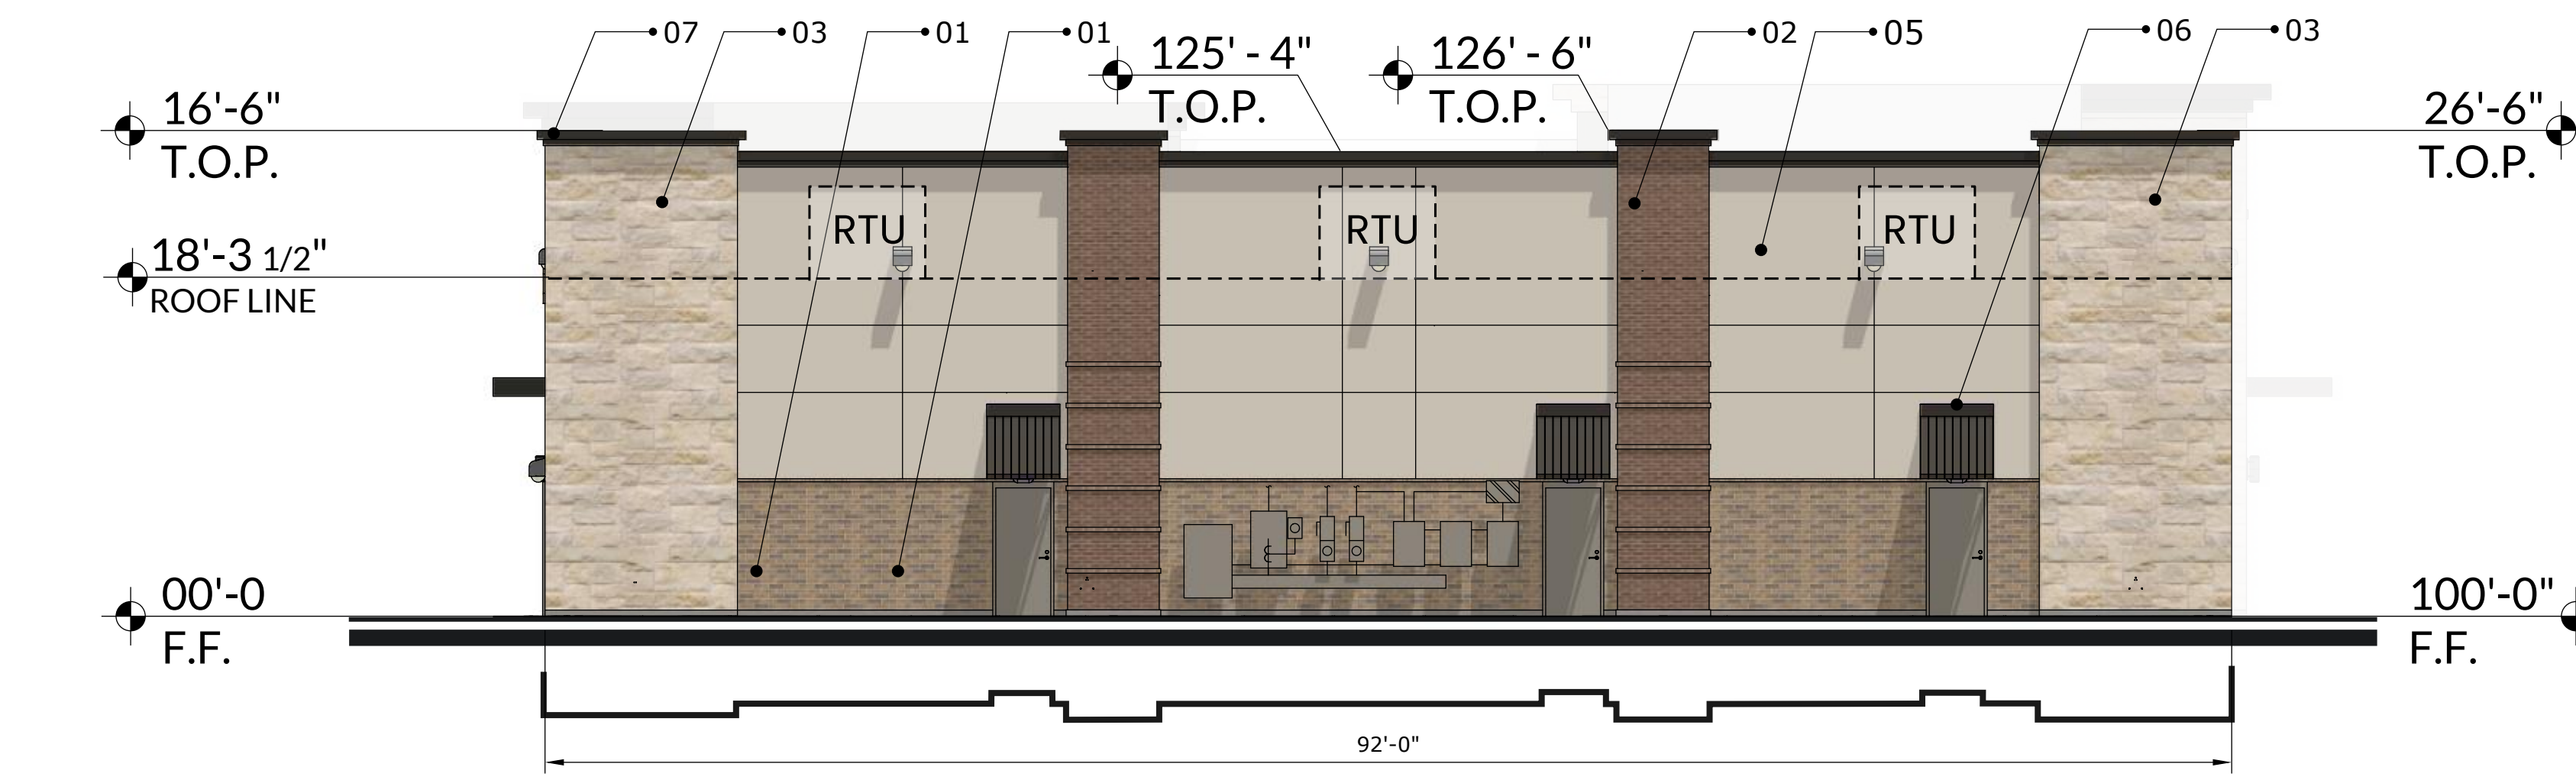 07
03
01
01
02
05
06
03
125' - 4"
T.O.P.
126' - 6"
T.O.P.
16'-6"
T.O.P.
26'-6"
T.O.P.
RTU
RTU
RTU
18'-3 1/2"
ROOF LINE
00'-0
F.F.
100'-0"
F.F.
92'-0"